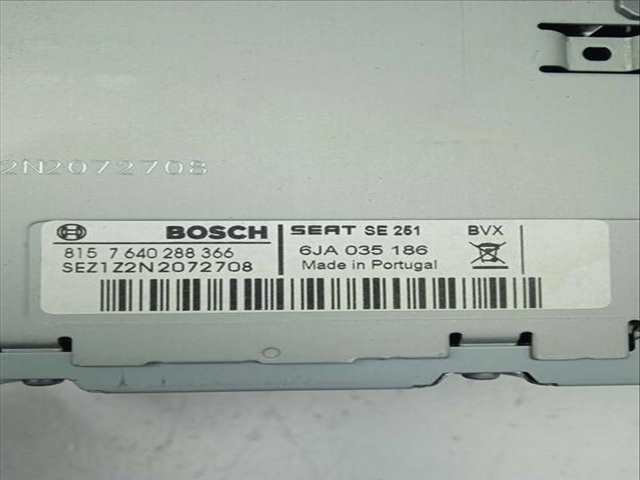 2N2072708
BOSCH SEAT SE 251 BVX
815 7 640 288 366 6JA 035 186
SEZ1Z2N2072708 Made in Portugal